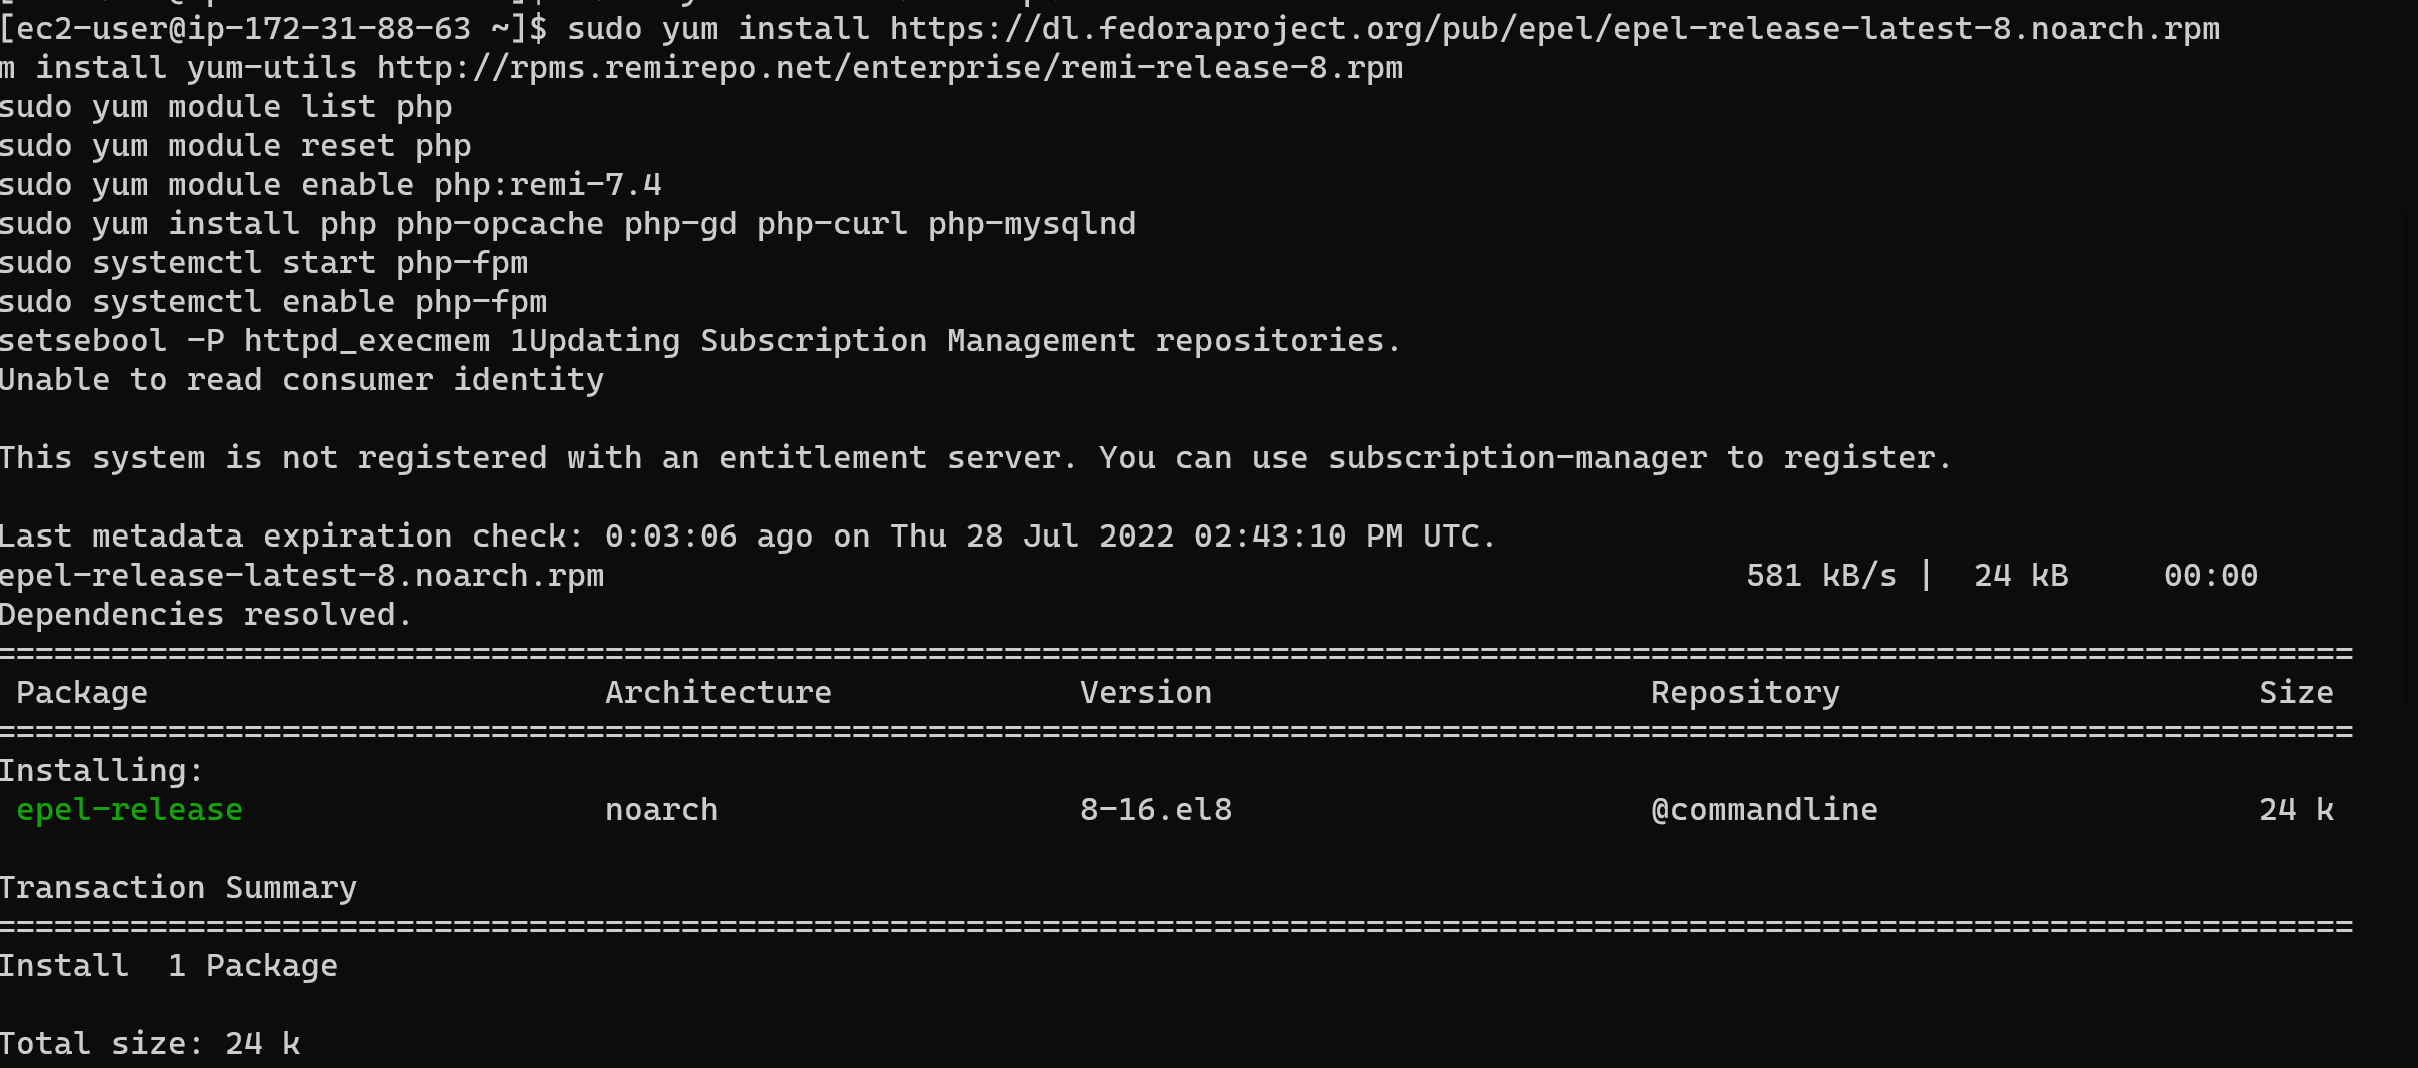 [ec2-user@ip-172-31-88-63 ~]$ sudo yum install https://dl.fedoraproject.org/pub/epel/epel-release-latest-8.noarch.rpm
m install yum-utils http://rpms.remirepo.net/enterprise/remi-release-8.rpm
sudo yum module list php
sudo yum module reset php
sudo yum module enable php:remi-7.4
sudo yum install php php-opcache php-gd php-curl php-mysqlnd
sudo systemctl start php-fpm
sudo systemctl enable php-fpm
setsebool -P httpd_execmem 1Updating Subscription Management repositories.
Unable to read consumer identity
This system is not registered with an entitlement server. You can use subscription-manager to register.
Last metadata expiration check: 0:03:06 ago on Thu 28 Jul 2022 02:43:10 PM UTC.
epel-release-latest-8.noarch.rpm 581 kB/s | 24 kB 00:00
Dependencies resolved.
============================================================================================================================
Package Architecture Version Repository Size
============================================================================================================================
Installing:
epel-release noarch 8-16.el8 @commandline 24 k
Transaction Summary
============================================================================================================================
Install 1 Package
Total size: 24 k